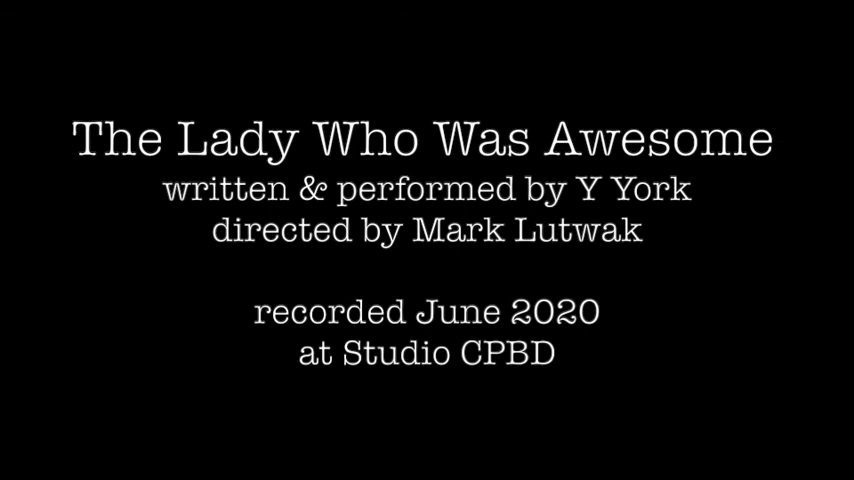 The Lady Who Was Awesome
written & performed by Y York
directed by Mark Lutwak
recorded June 2020
at Studio CPBD